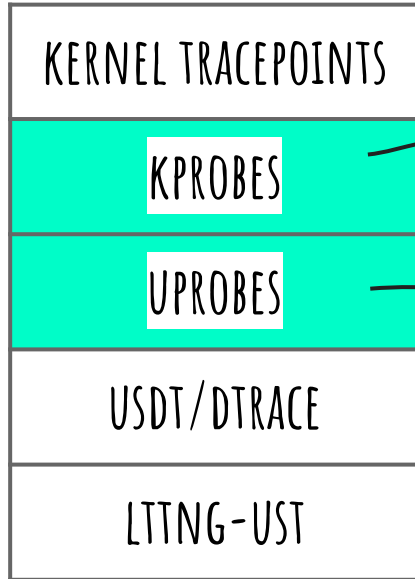 KERNEL TRACEPOINTS
KPROBES
UPROBES
USDT/DTRACE
LTTNG-UST